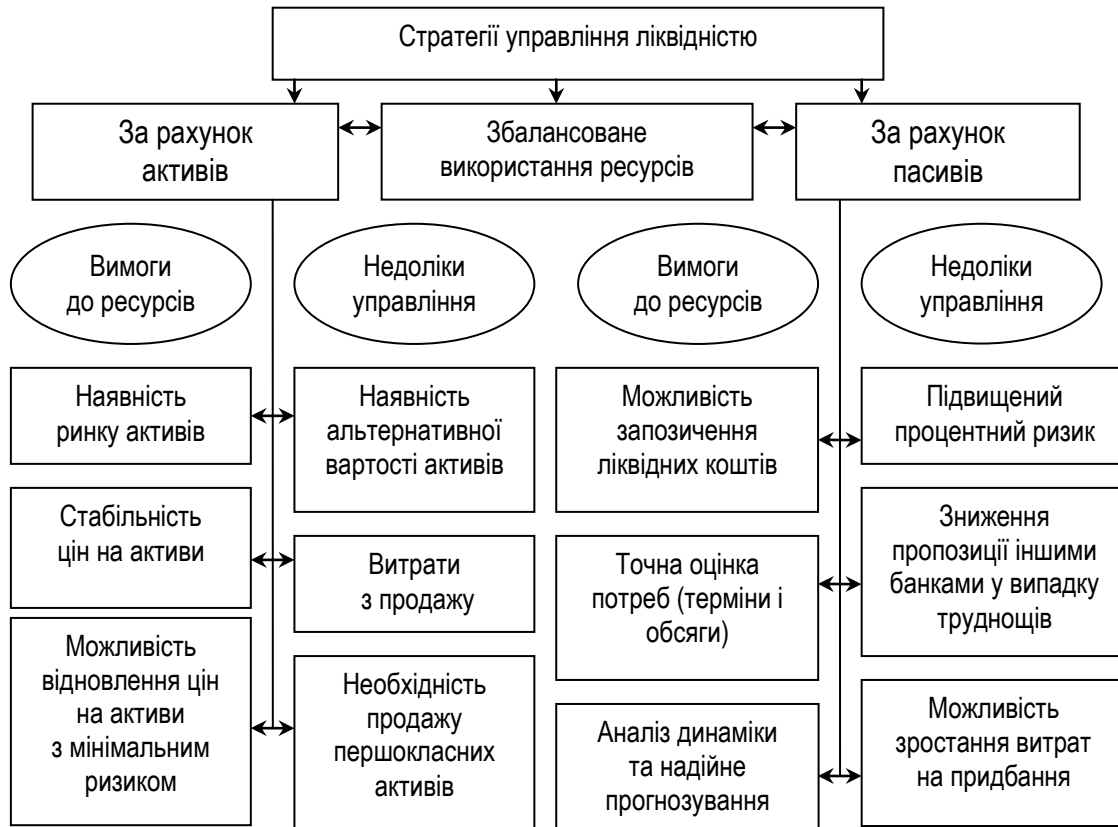 Стратегії управління ліквідністю
За рахунок
активів
Збалансоване
використання ресурсів
За рахунок
пасивів
Вимоги
до ресурсів
Недоліки
управління
Вимоги
до ресурсів
Недоліки
управління
Наявність
ринку активів
Наявність
альтернативної
вартості активів
Можливість
запозичення
ліквідних коштів
Підвищений
процентний ризик
Стабільність
цін на активи
Витрати
з продажу
Точна оцінка
потреб (терміни і
обсяги)
Зниження
пропозиції іншими
банками у випадку
труднощів
Можливість
відновлення цін
на активи
з мінімальним
ризиком
Необхідність
продажу
першокласних
активів
Аналіз динаміки
та надійне
прогнозування
Можливість
зростання витрат
на придбання